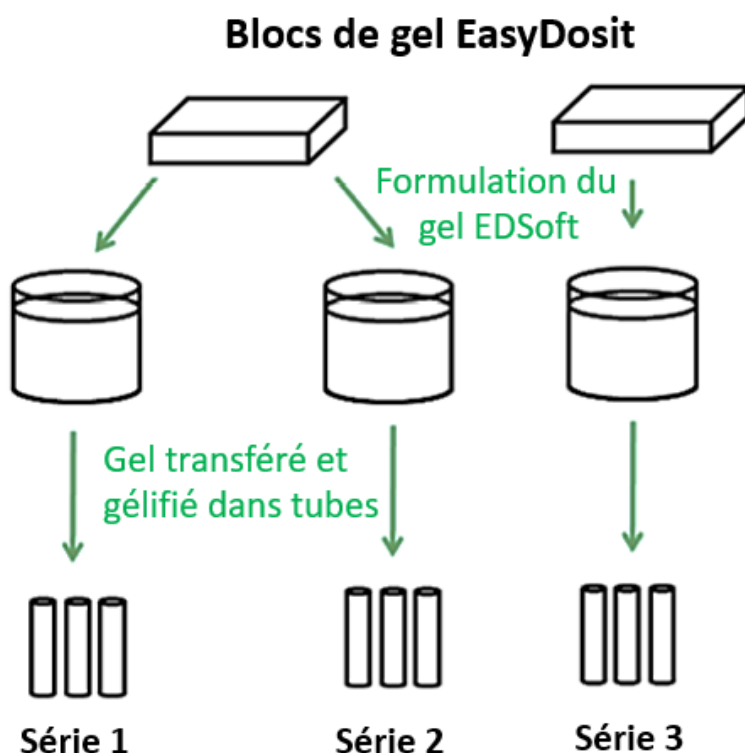 Blocs de gel EasyDosit
Formulation du
gel EDSoft
Gel transféré et
gélifié dans tubes
Série 1
Série 2
Série 3